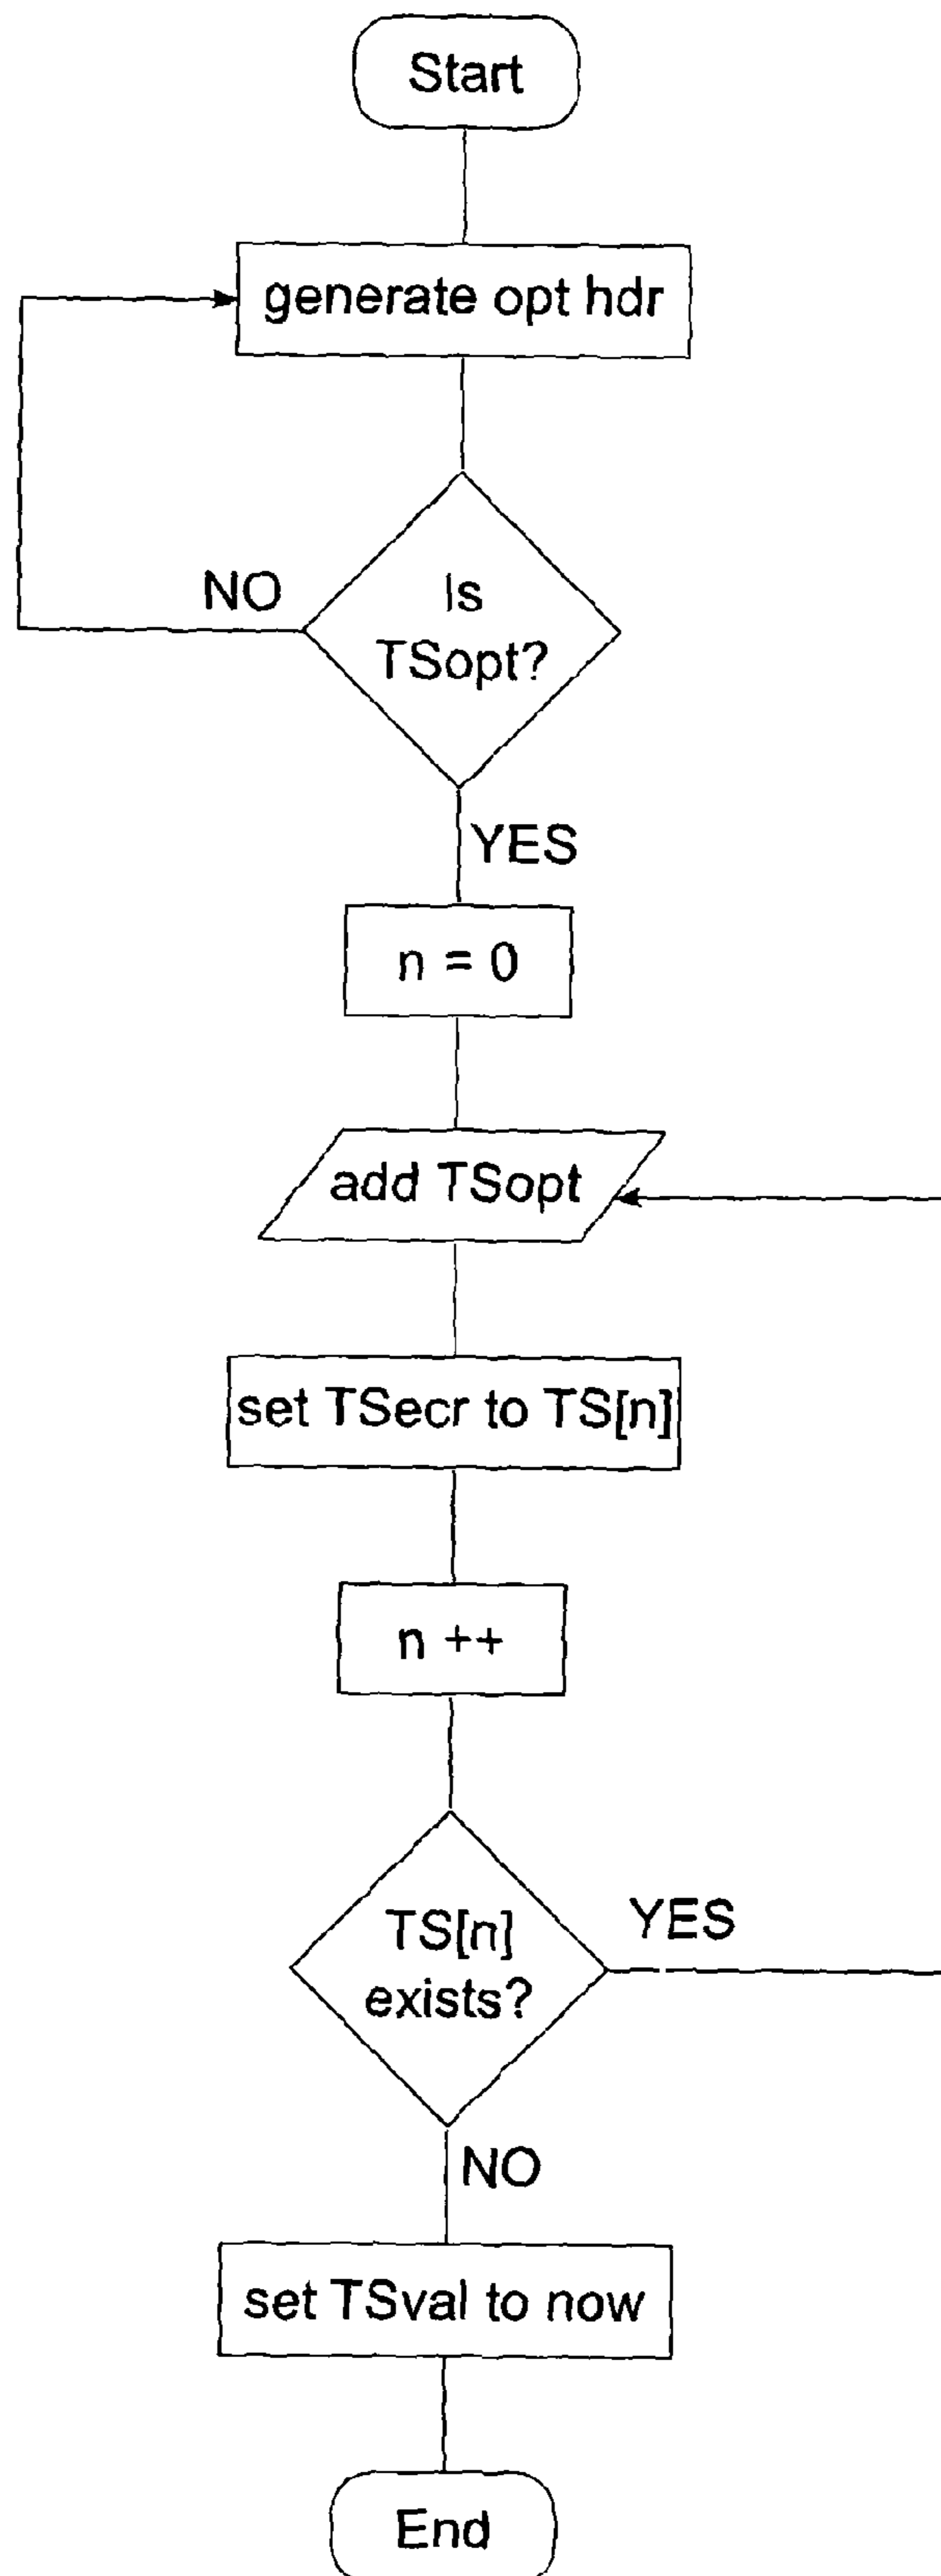 Start
generate opt hdr
NO
Is
TSopt?
YES
n = 0
add TSopt
set TSecr to TS[n]
n ++
TS[n]
exists?
YES
NO
set TSval to now
End